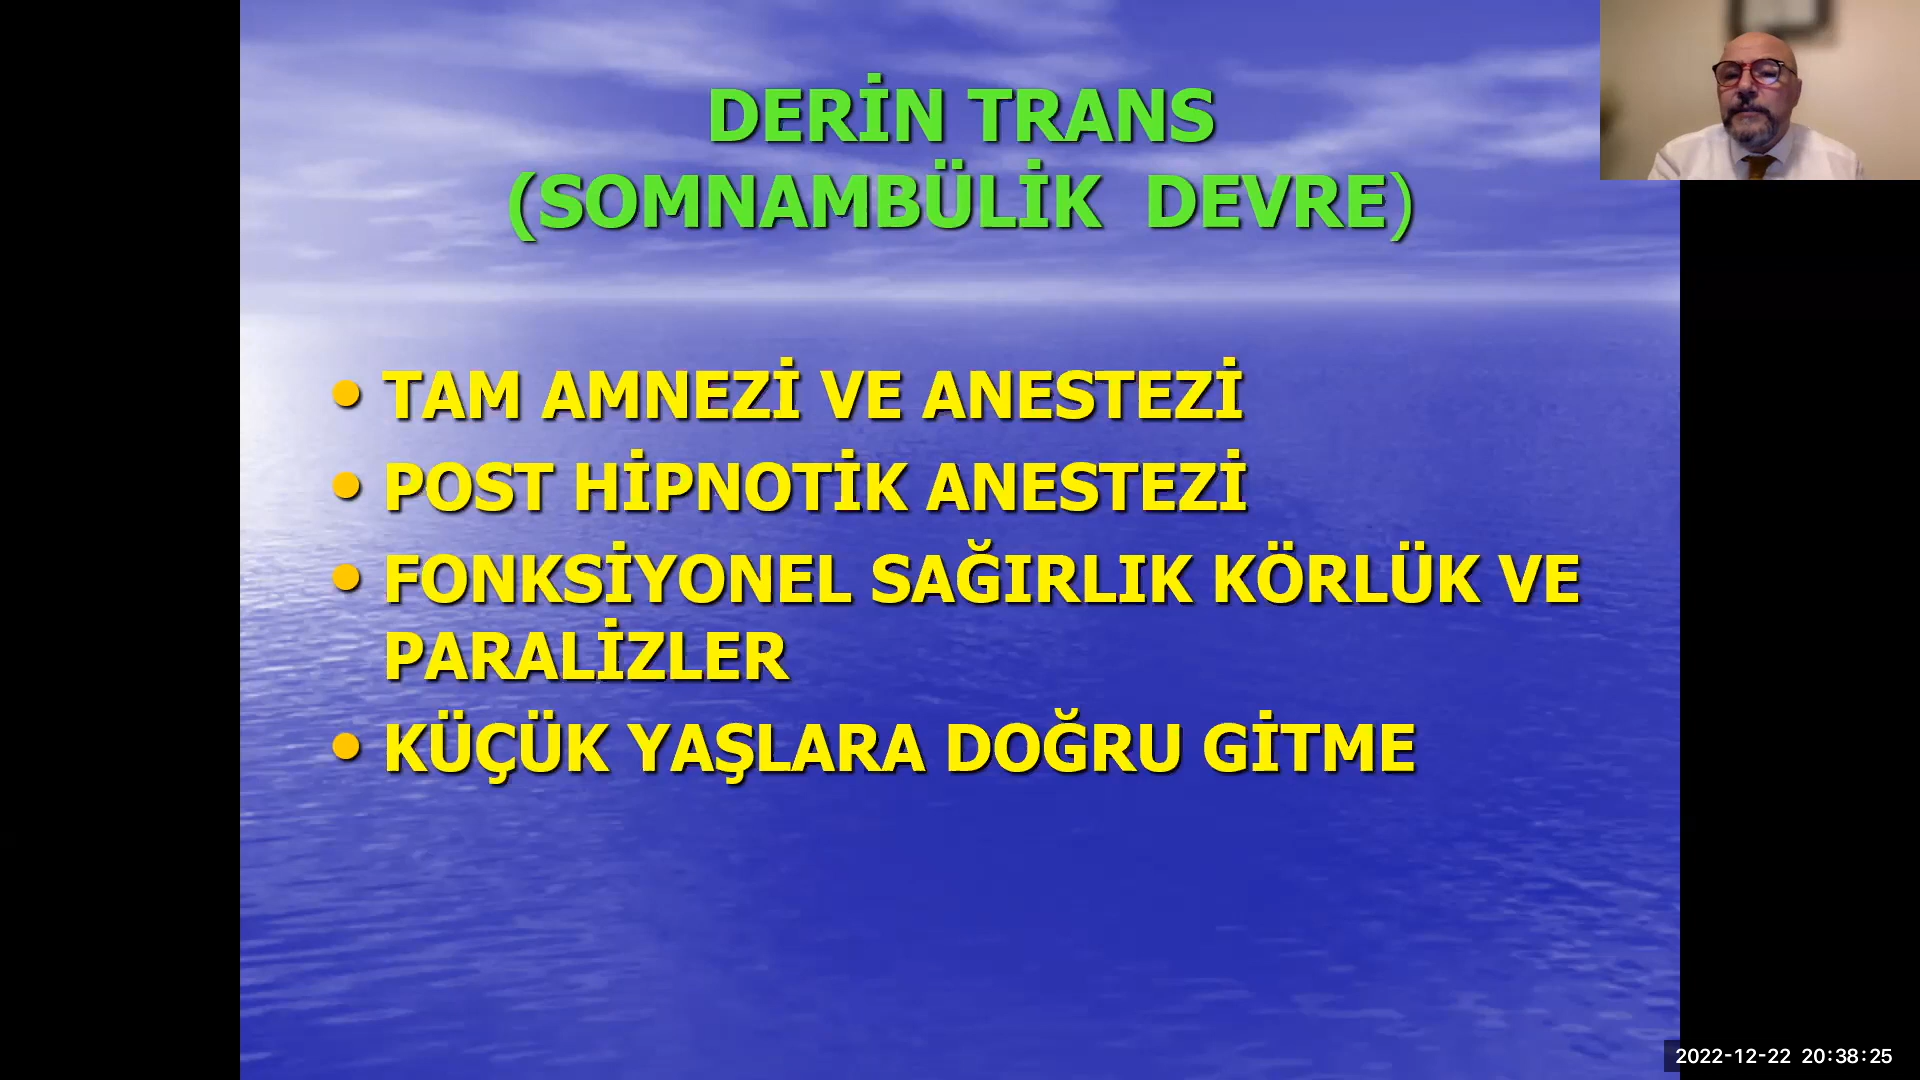 DERİN TRANS
(SOMNAMBÜLİK DEVRE)
• TAM AMNEZİ VE ANESTEZİ
• POST HİPNOTİK ANESTEZİ
• FONKSİYONEL SAĞIRLIK KÖRLÜK VE
PARALİZLER
• KÜÇÜK YAŞLARA DOĞRU GİTME
2022-12-22 20:38:25